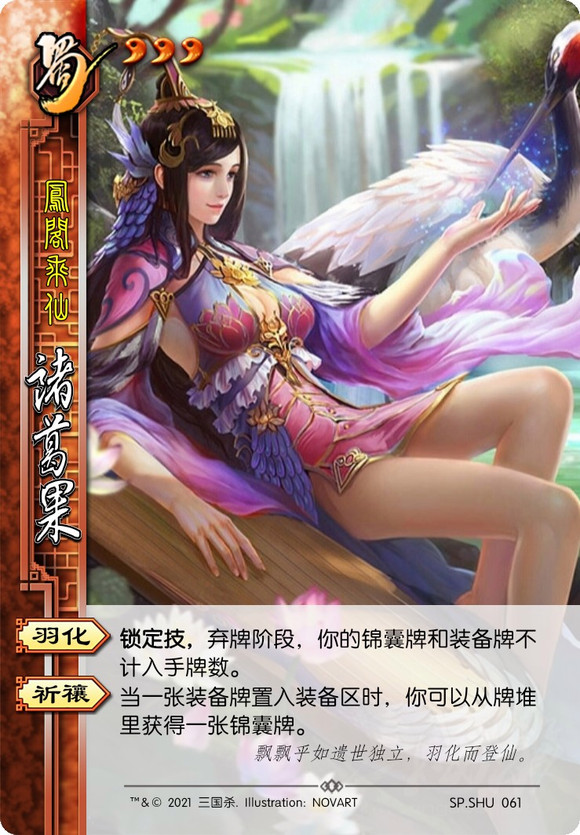 蜀
鳳閣乘仙
諸葛果
羽化
锁定技，弃牌阶段，你的锦囊牌和装备牌不
计入手牌数。
祈禳
当一张装备牌置入装备区时，你可以从牌堆
里获得一张锦囊牌。
飘飘乎如遗世独立，羽化而登仙。
™&© 2021 三国杀. Illustration: NOVART
SP.SHU 061